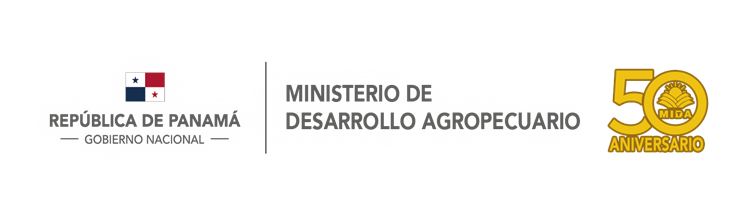 REPÚBLICA DE PANAMÁ
GOBIERNO NACIONAL
MINISTERIO DE
DESARROLLO AGROPECUARIO
50
MIDA
ANIVERSARIO